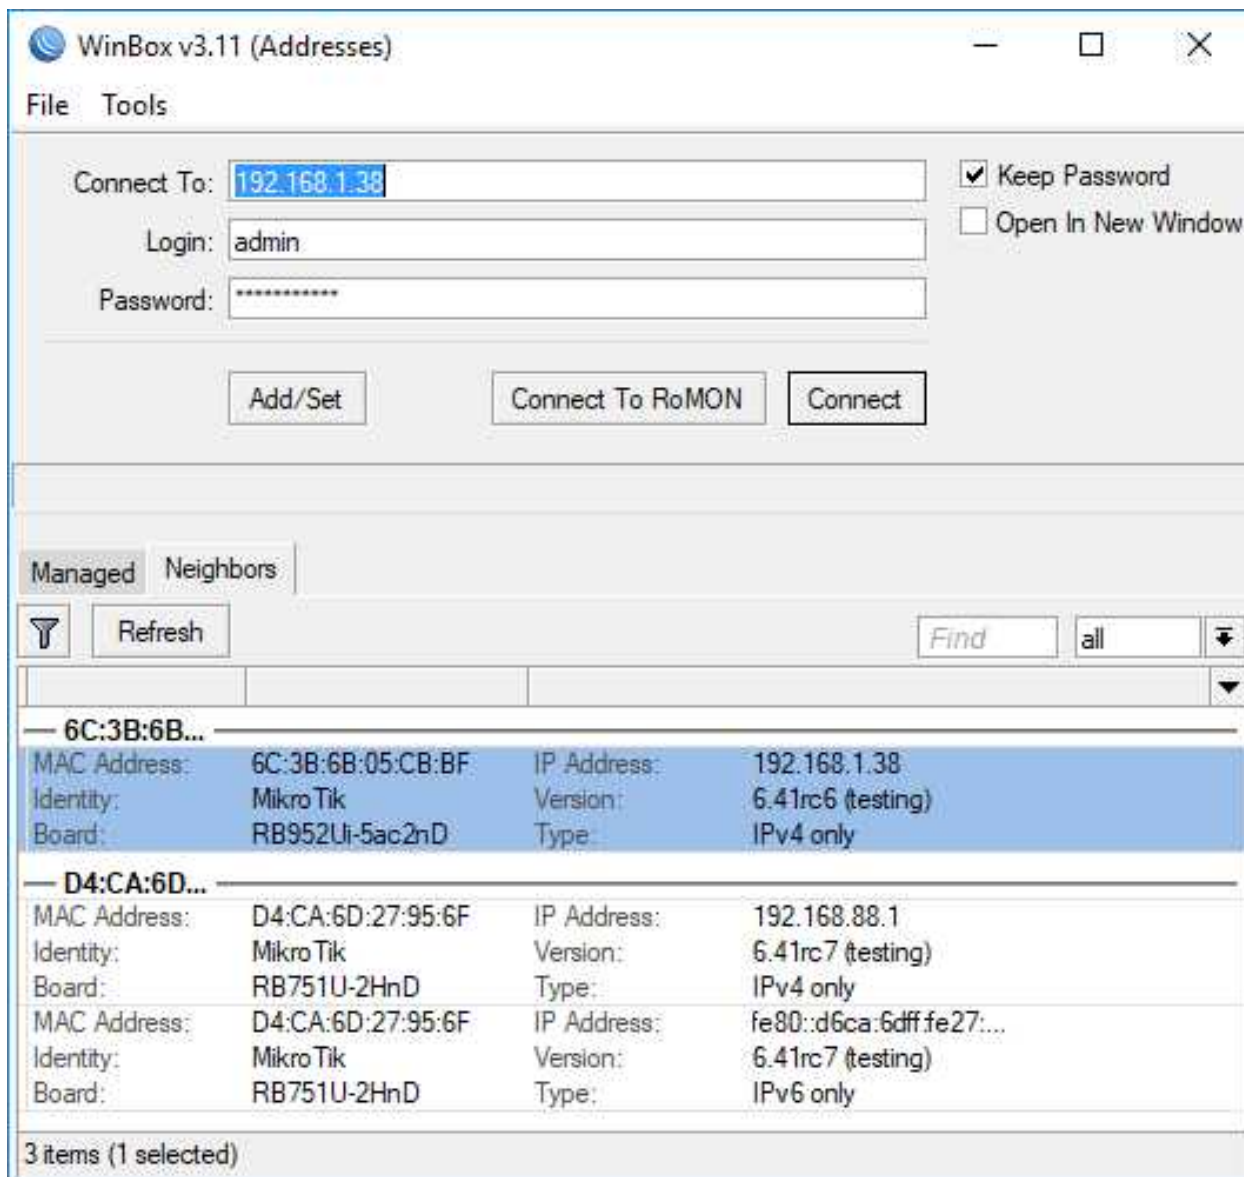 WinBox v3.11 (Addresses)
File Tools
Connect To: 192.168.1.38
Keep Password
Open In New Window
Login: admin
Password: ***********
Add/Set Connect To RoMON Connect
Managed Neighbors
Refresh Find all
6C:3B:6B...
MAC Address: 6C:3B:6B:05:CB:BF IP Address: 192.168.1.38
Identity: MikroTik Version: 6.41rc6 (testing)
Board: RB952Ui-5ac2nD Type: IPv4 only
D4:CA:6D...
MAC Address: D4:CA:6D:27:95:6F IP Address: 192.168.88.1
Identity: MikroTik Version: 6.41rc7 (testing)
Board: RB751U-2HnD Type: IPv4 only
MAC Address: D4:CA:6D:27:95:6F IP Address: fe80::d6ca:6dff:fe27:...
Identity: MikroTik Version: 6.41rc7 (testing)
Board: RB751U-2HnD Type: IPv6 only
3 items (1 selected)